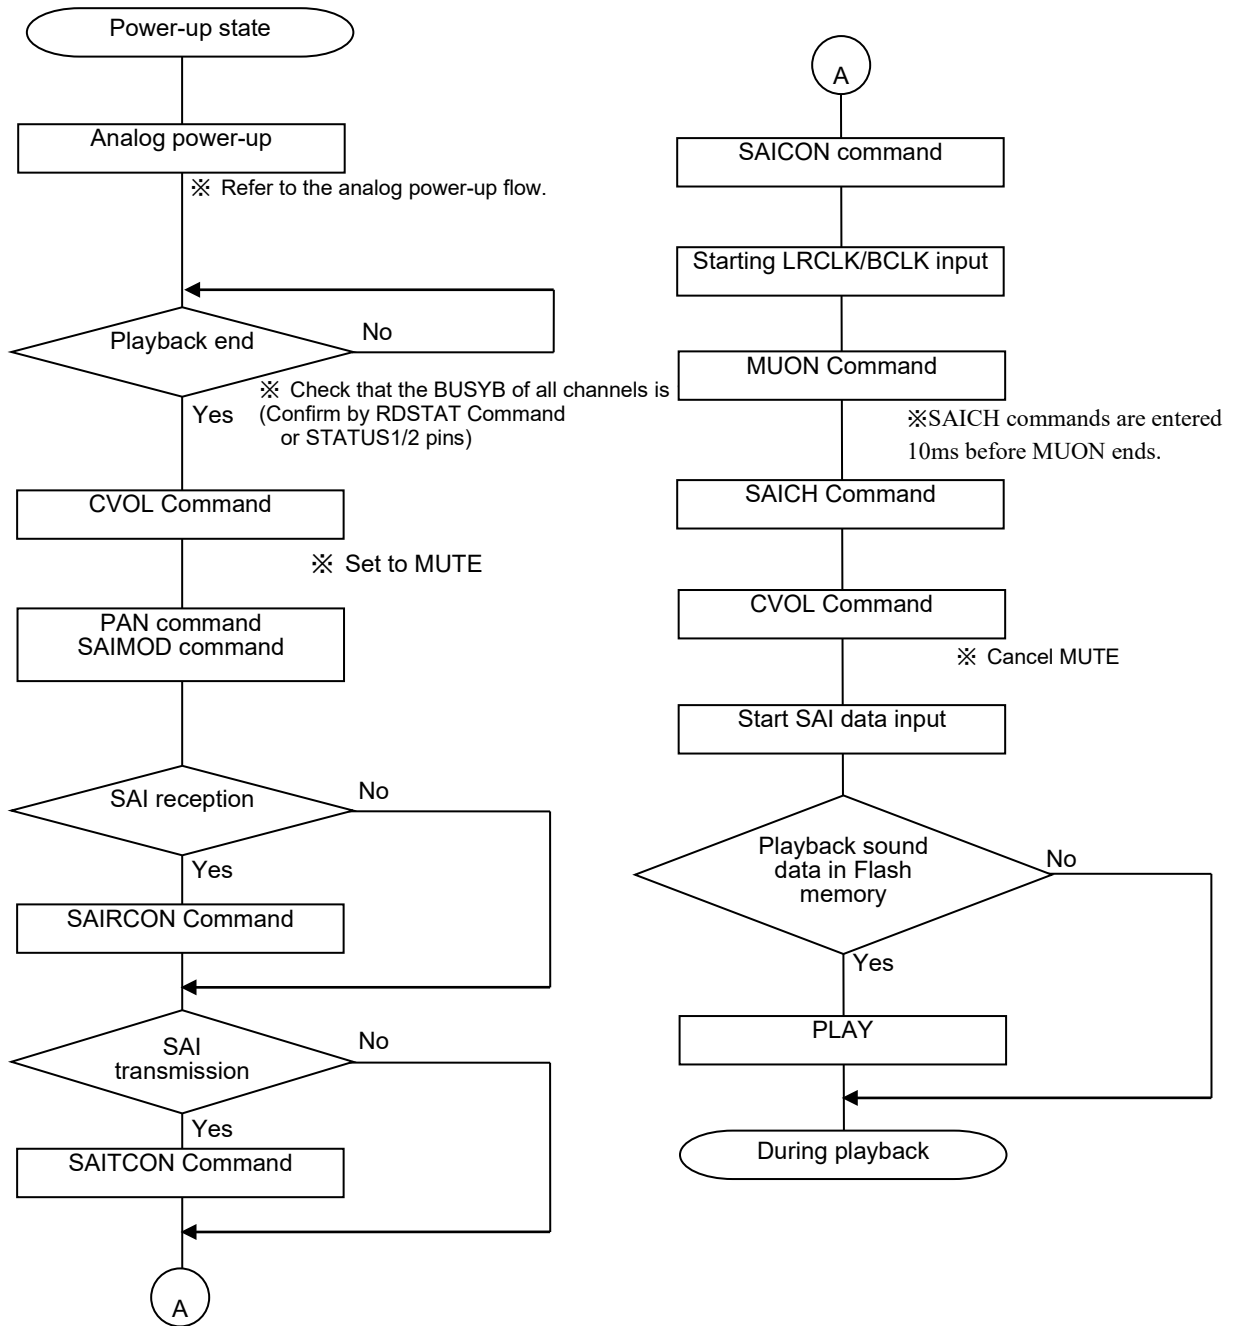 Power-up state
Analog power-up
※ Refer to the analog power-up flow.
Playback end
No
※ Check that the BUSYB of all channels is
(Confirm by RDSTAT Command
or STATUS1/2 pins)
Yes
CVOL Command
※ Set to MUTE
PAN command
SAIMOD command
SAI reception
No
Yes
SAIRCON Command
SAI
transmission
No
Yes
SAITCON Command
A
A
SAICON command
Starting LRCLK/BCLK input
MUON Command
※SAICH commands are entered
10ms before MUON ends.
SAICH Command
CVOL Command
※ Cancel MUTE
Start SAI data input
Playback sound
data in Flash
memory
No
Yes
PLAY
During playback